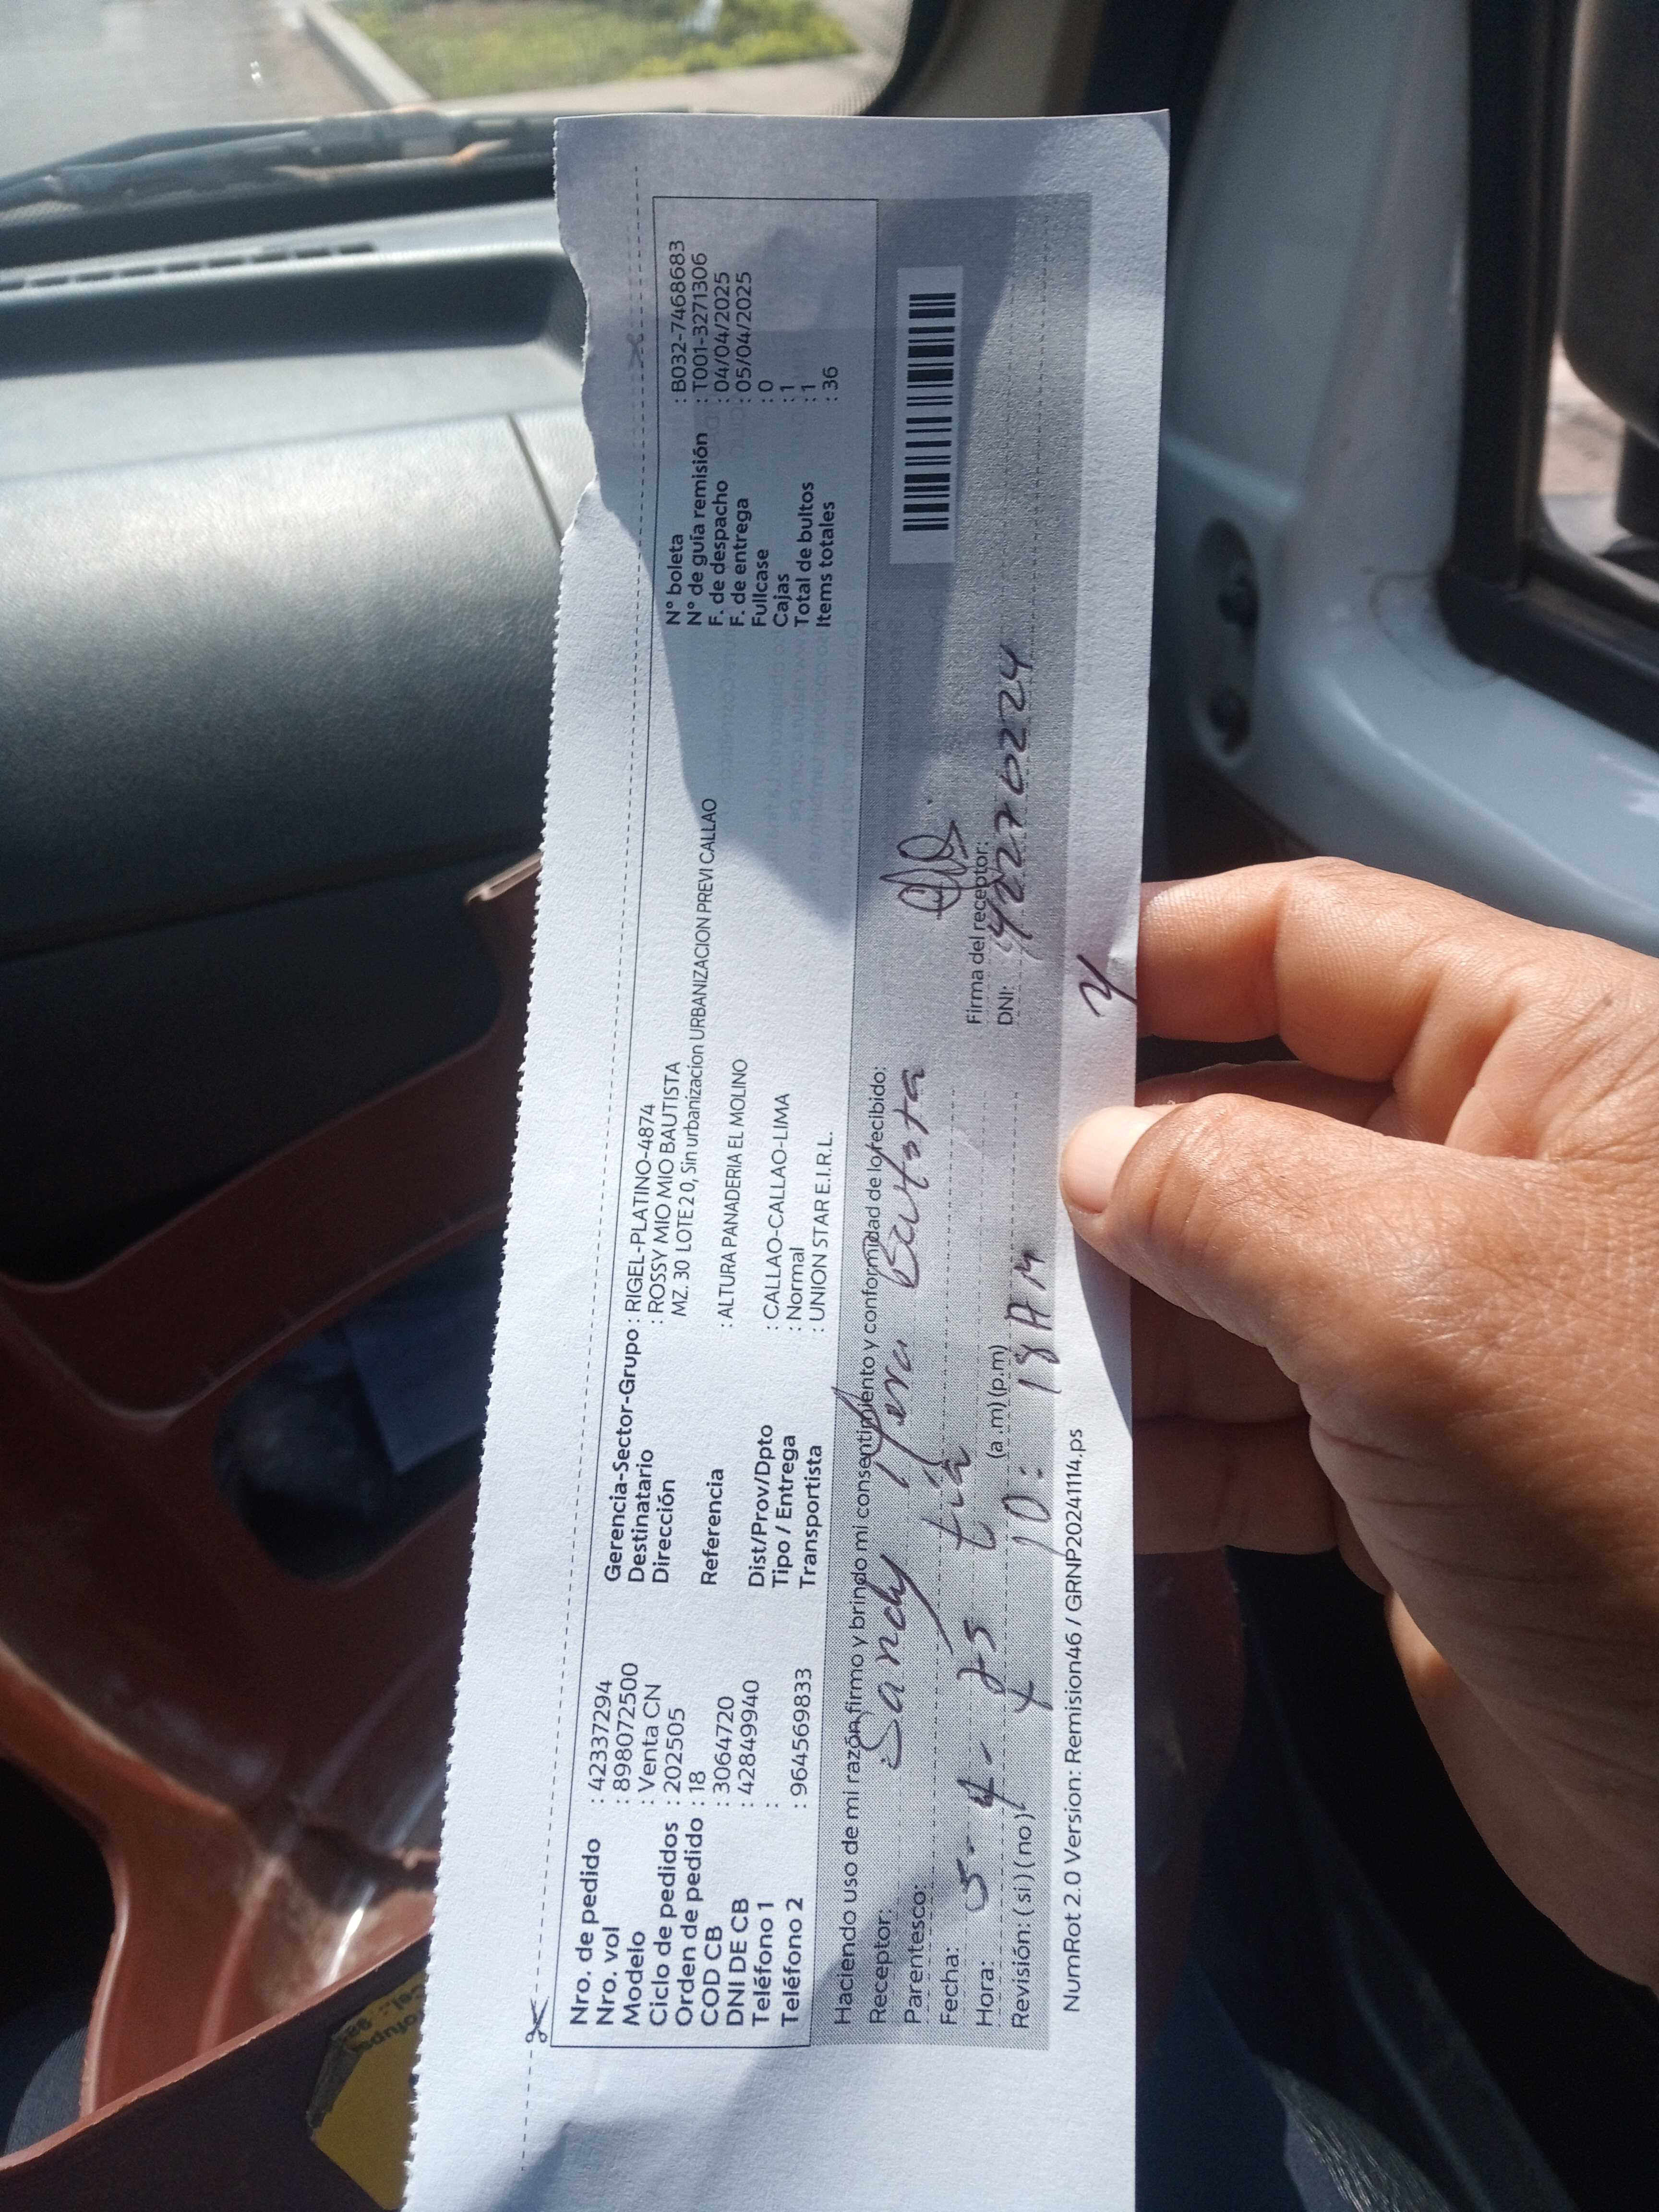 Nro. de pedido : 42337294
Nro. vol : 898072500
Modelo : Venta CN
Ciclo de pedidos : 202505
Orden de pedido : 18
COD CB : 3064720
DNI DE CB : 42849940
Teléfono 1 :
Teléfono 2 : 964569833
Gerencia-Sector-Grupo : RIGEL-PLATINO-4874
Destinatario : ROSSY MIO MIO BAUTISTA
Dirección MZ. 30 LOTE 2 0, Sin urbanizacion URBANIZACION PREVI CALLAO
Referencia : ALTURA PANADERIA EL MOLINO
Dist/Prov/Dpto : CALLAO-CALLAO-LIMA
Tipo / Entrega : Normal
Transportista : UNION STAR E.I.R.L.
N° boleta : B032-7468683
N° de guía remisión : T001-3271306
F. de despacho : 04/04/2025
F. de entrega : 05/04/2025
Fullcase : 0
Cajas : 1
Total de bultos : 1
Items totales : 36
Haciendo uso de mi razón firmo y brindo mi consentimiento y conformidad de lo recibido:
Receptor: Sandy Bautista
Parentesco: tía
Fecha: 5-4-25
Hora: (a.m) (p.m) 10:18 AM
Revisión: (si) (no)
Firma del receptor:
DNI: 42276224
NumRot 2.0 Version: Remision46 / GRNP20241114.ps